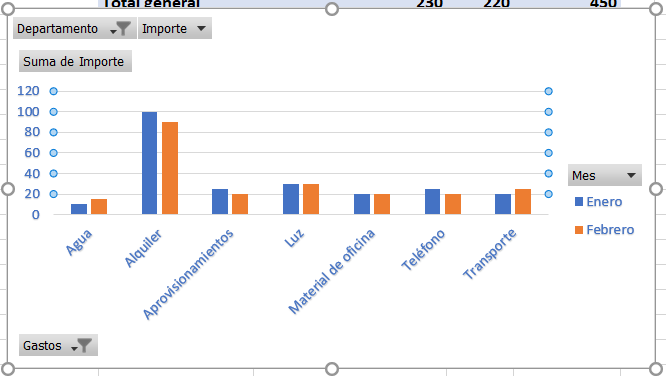 Total general 230 220 450
Departamento Importe
Suma de Importe
120
100
80
60
40
20
0
Agua Alquiler Aprovisionamientos Luz Material de oficina Teléfono Transporte
Mes
Enero
Febrero
Gastos